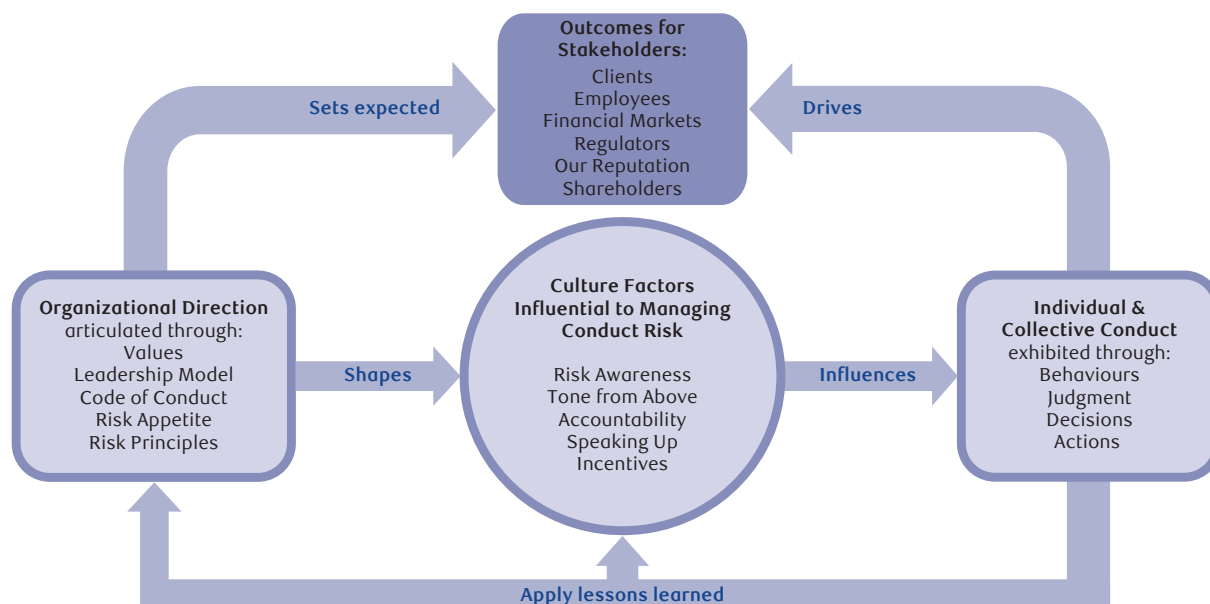 Outcomes for
Stakeholders:
Clients
Employees
Financial Markets
Regulators
Our Reputation
Shareholders
Sets expected
Drives
Organizational Direction
articulated through:
Values
Leadership Model
Code of Conduct
Risk Appetite
Risk Principles
Shapes
Culture Factors
Influential to Managing
Conduct Risk
Risk Awareness
Tone from Above
Accountability
Speaking Up
Incentives
Influences
Individual &
Collective Conduct
exhibited through:
Behaviours
Judgment
Decisions
Actions
Apply lessons learned